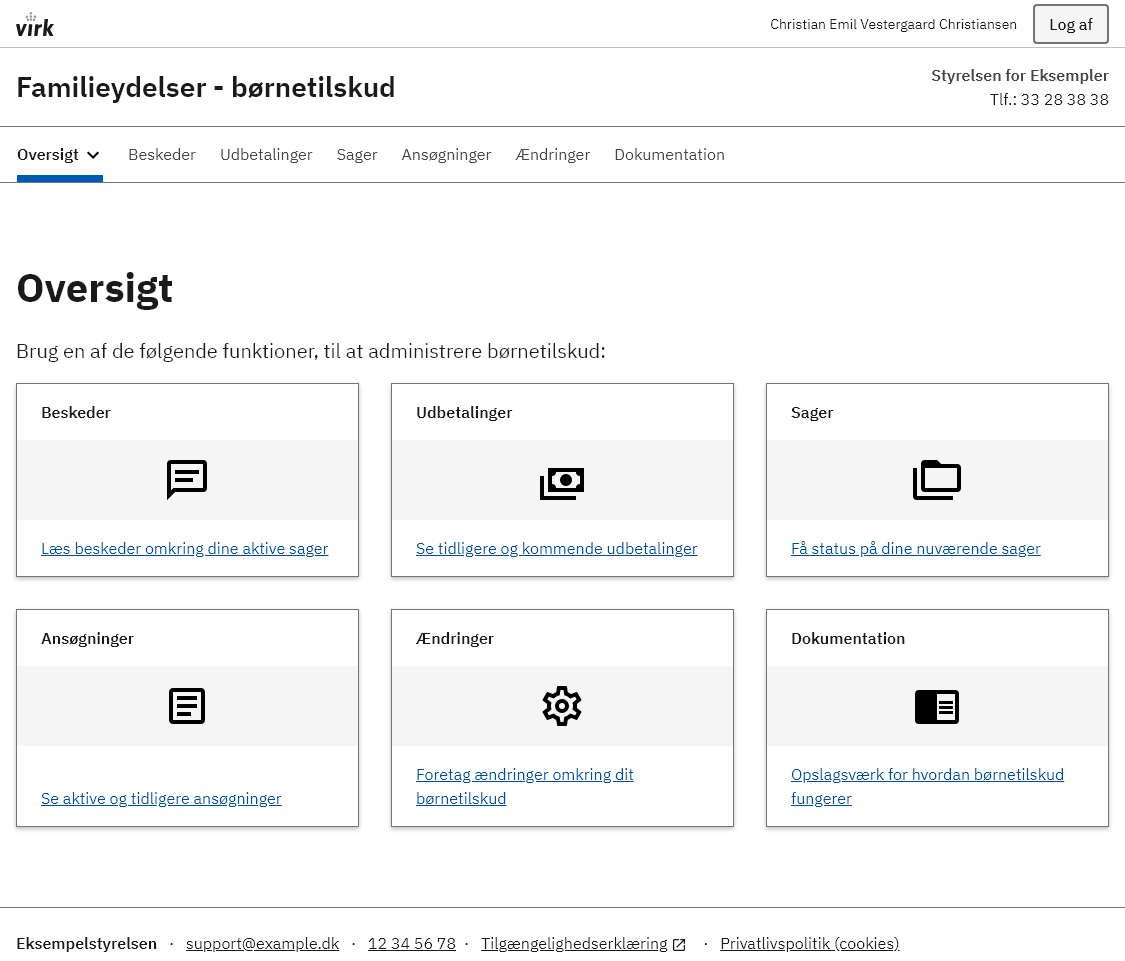 virk
Christian Emil Vestergaard Christiansen
Log af
Familieydelser - børnetilskud
Styrelsen for Eksempler
Tlf.: 33 28 38 38
Oversigt Beskeder Udbetalinger Sager Ansøgninger Ændringer Dokumentation
Oversigt
Brug en af de følgende funktioner, til at administrere børnetilskud:
Beskeder
Læs beskeder omkring dine aktive sager
Udbetalinger
Se tidligere og kommende udbetalinger
Sager
Få status på dine nuværende sager
Ansøgninger
Se aktive og tidligere ansøgninger
Ændringer
Foretag ændringer omkring dit
børnetilskud
Dokumentation
Opslagsværk for hvordan børnetilskud
fungerer
Eksempelstyrelsen · support@example.dk · 12 34 56 78 · Tilgængelighedserklæring · Privatlivspolitik (cookies)